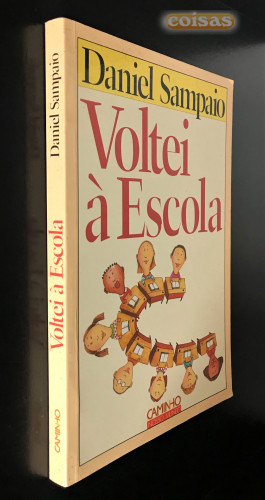 coisas
Daniel Sampaio
Voltei
à Escola
CAMINHO
Daniel Sampaio
Voltei à Escola
CAMINHO